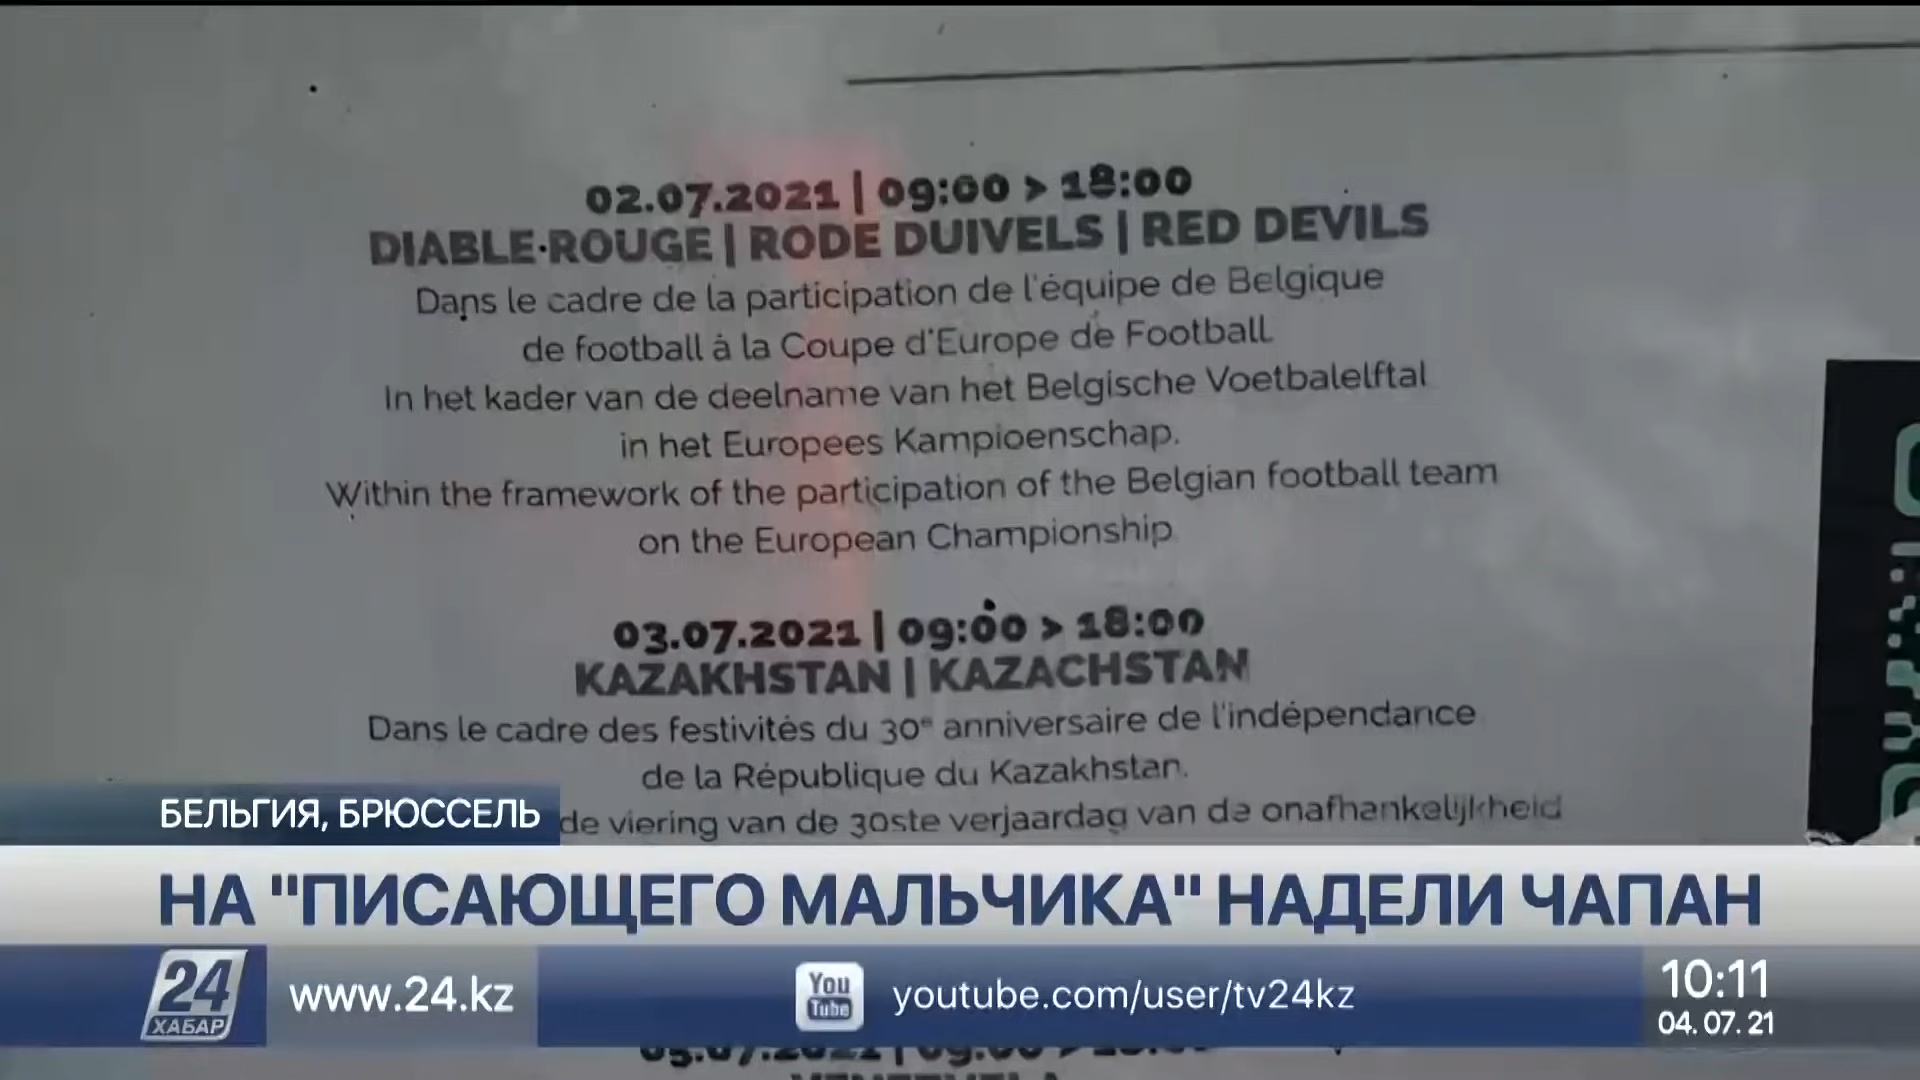 02.07.2021 | 09:00 > 18:00
DIABLE·ROUGE | RODE DUIVELS | RED DEVILS
Dans le cadre de la participation de l'équipe de Belgique
de football à la Coupe d'Europe de Football.
In het kader van de deelname van het Belgische Voetbalelftal
in het Europees Kampioenschap.
Within the framework of the participation of the Belgian football team
on the European Championship.
03.07.2021 | 09:00 > 18:00
KAZAKHSTAN | KAZACHSTAN
Dans le cadre des festivités du 30e anniversaire de l'indépendance
de la République du Kazakhstan.
de viering van de 30ste verjaardag van de onafhankelijkheid
БЕЛЬГИЯ, БРЮССЕЛЬ
НА "ПИСАЮЩЕГО МАЛЬЧИКА" НАДЕЛИ ЧАПАН
24
ХАБАР
www.24.kz
You
Tube
youtube.com/user/tv24kz
10:11
04. 07. 21